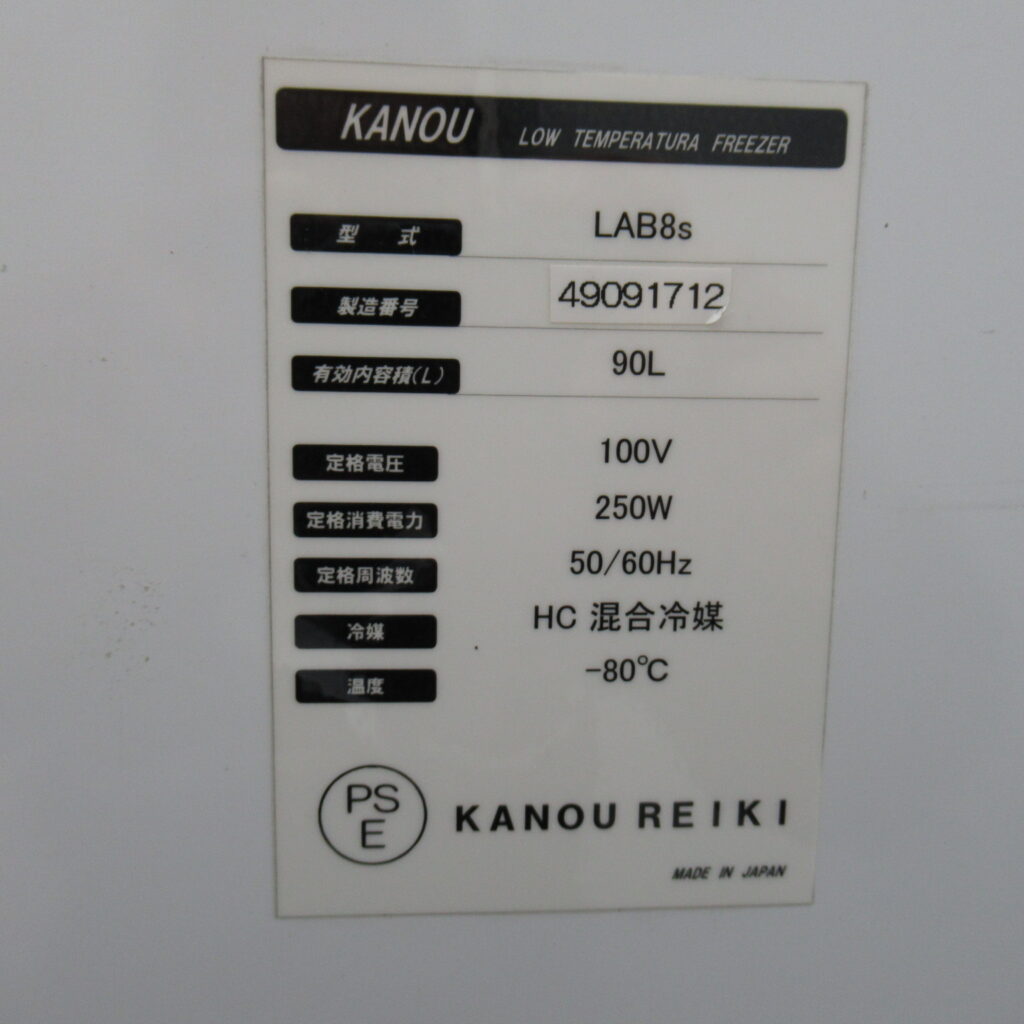 KANOU LOW TEMPERATURA FREEZER
型 式 LAB8s
製造番号 49091712
有効内容積(L) 90L
定格電圧 100V
定格消費電力 250W
定格周波数 50/60Hz
冷媒 HC 混合冷媒
温度 -80℃
PS
E
KANOU REIKI
MADE IN JAPAN